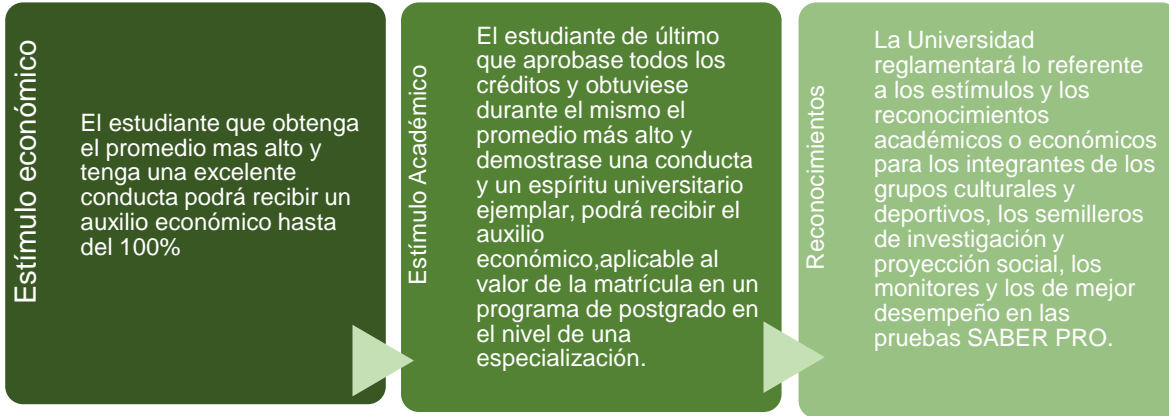 Estímulo económico
El estudiante que obtenga
el promedio mas alto y
tenga una excelente
conducta podrá recibir un
auxilio económico hasta
del 100%
Estímulo Académico
El estudiante de último
que aprobase todos los
créditos y obtuviese
durante el mismo el
promedio más alto y
demostrase una conducta
y un espíritu universitario
ejemplar, podrá recibir el
auxilio
económico,aplicable al
valor de la matrícula en un
programa de postgrado en
el nivel de una
especialización.
Reconocimientos
La Universidad
reglamentará lo referente
a los estímulos y los
reconocimientos
académicos o económicos
para los integrantes de los
grupos culturales y
deportivos, los semilleros
de investigación y
proyección social, los
monitores y los de mejor
desempeño en las
pruebas SABER PRO.